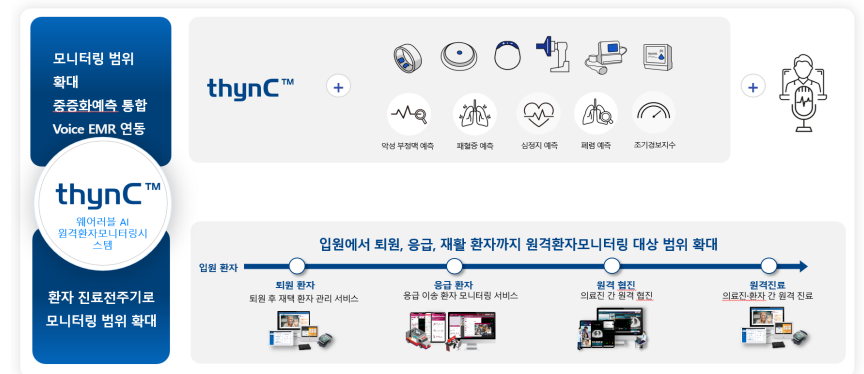 모니터링 범위
확대
중증화예측 통합
Voice EMR 연동
thynC™
웨어러블 AI
원격환자모니터링시
스템
환자 진료전주기로
모니터링 범위 확대
thynC™
+
+
악성 부정맥 예측
패혈증 예측
심정지 예측
폐렴 예측
조기경보지수
입원에서 퇴원, 응급, 재활 환자까지 원격환자모니터링 대상 범위 확대
입원 환자
퇴원 환자
퇴원 후 재택 환자 관리 서비스
응급 환자
응급 이송 환자 모니터링 서비스
원격 협진
의료진 간 원격 협진
원격진료
의료진-환자 간 원격 진료